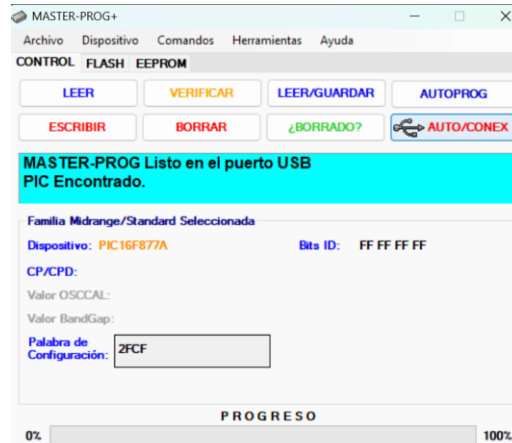 MASTER-PROG+
Archivo Dispositivo Comandos Herramientas Ayuda
CONTROL FLASH EEPROM
LEER VERIFICAR LEER/GUARDAR AUTOPROG
ESCRIBIR BORRAR ¿BORRADO? AUTO/CONEX
MASTER-PROG Listo en el puerto USB
PIC Encontrado.
Familia Midrange/Standard Seleccionada
Dispositivo: PIC16F877A Bits ID: FF FF FF FF
CP/CPD:
Valor OSCCAL:
Valor BandGap:
Palabra de
Configuración: 2FCF
PROGRESO
0% 100%